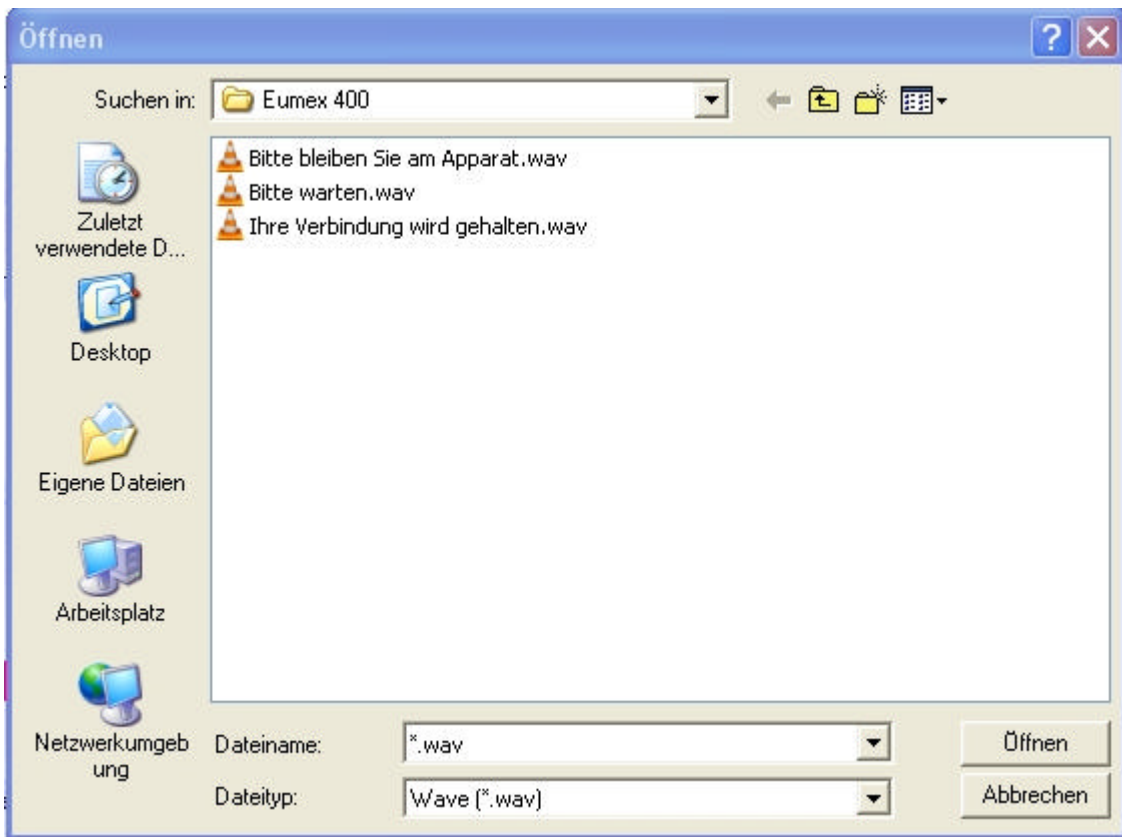 Öffnen
Suchen in: Eumex 400
Bitte bleiben Sie am Apparat.wav
Bitte warten.wav
Ihre Verbindung wird gehalten.wav
Zuletzt
verwendete D...
Desktop
Eigene Dateien
Arbeitsplatz
Netzwerkumgeb
ung
Dateiname: *.wav Öffnen
Dateityp: Wave (*.wav) Abbrechen